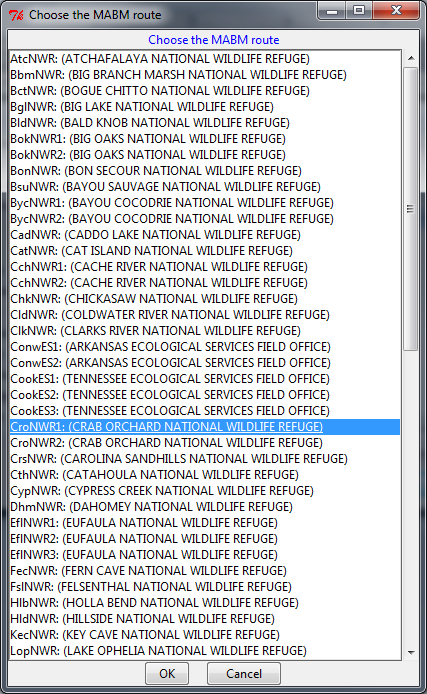 Choose the MABM route
Choose the MABM route
AtcNWR: (ATCHAFALAYA NATIONAL WILDLIFE REFUGE)
BbmNWR: (BIG BRANCH MARSH NATIONAL WILDLIFE REFUGE)
BctNWR: (BOGUE CHITTO NATIONAL WILDLIFE REFUGE)
BglNWR: (BIG LAKE NATIONAL WILDLIFE REFUGE)
BldNWR: (BALD KNOB NATIONAL WILDLIFE REFUGE)
BokNWR1: (BIG OAKS NATIONAL WILDLIFE REFUGE)
BokNWR2: (BIG OAKS NATIONAL WILDLIFE REFUGE)
BonNWR: (BON SECOUR NATIONAL WILDLIFE REFUGE)
BsuNWR: (BAYOU SAUVAGE NATIONAL WILDLIFE REFUGE)
BycNWR1: (BAYOU COCODRIE NATIONAL WILDLIFE REFUGE)
BycNWR2: (BAYOU COCODRIE NATIONAL WILDLIFE REFUGE)
CadNWR: (CADDO LAKE NATIONAL WILDLIFE REFUGE)
CatNWR: (CAT ISLAND NATIONAL WILDLIFE REFUGE)
CchNWR1: (CACHE RIVER NATIONAL WILDLIFE REFUGE)
CchNWR2: (CACHE RIVER NATIONAL WILDLIFE REFUGE)
ChkNWR: (CHICKASAW NATIONAL WILDLIFE REFUGE)
CldNWR: (COLDWATER RIVER NATIONAL WILDLIFE REFUGE)
ClkNWR: (CLARKS RIVER NATIONAL WILDLIFE REFUGE)
ConwES1: (ARKANSAS ECOLOGICAL SERVICES FIELD OFFICE)
ConwES2: (ARKANSAS ECOLOGICAL SERVICES FIELD OFFICE)
CookES1: (TENNESSEE ECOLOGICAL SERVICES FIELD OFFICE)
CookES2: (TENNESSEE ECOLOGICAL SERVICES FIELD OFFICE)
CookES3: (TENNESSEE ECOLOGICAL SERVICES FIELD OFFICE)
CroNWR1: (CRAB ORCHARD NATIONAL WILDLIFE REFUGE)
CroNWR2: (CRAB ORCHARD NATIONAL WILDLIFE REFUGE)
CrsNWR: (CAROLINA SANDHILLS NATIONAL WILDLIFE REFUGE)
CthNWR: (CATAHOULA NATIONAL WILDLIFE REFUGE)
CypNWR: (CYPRESS CREEK NATIONAL WILDLIFE REFUGE)
DhmNWR: (DAHOMEY NATIONAL WILDLIFE REFUGE)
EflNWR1: (EUFAULA NATIONAL WILDLIFE REFUGE)
EflNWR2: (EUFAULA NATIONAL WILDLIFE REFUGE)
EflNWR3: (EUFAULA NATIONAL WILDLIFE REFUGE)
FecNWR: (FERN CAVE NATIONAL WILDLIFE REFUGE)
FslNWR: (FELSENTHAL NATIONAL WILDLIFE REFUGE)
HlbNWR: (HOLLA BEND NATIONAL WILDLIFE REFUGE)
HldNWR: (HILLSIDE NATIONAL WILDLIFE REFUGE)
KecNWR: (KEY CAVE NATIONAL WILDLIFE REFUGE)
LopNWR: (LAKE OPHELIA NATIONAL WILDLIFE REFUGE)
OK
Cancel